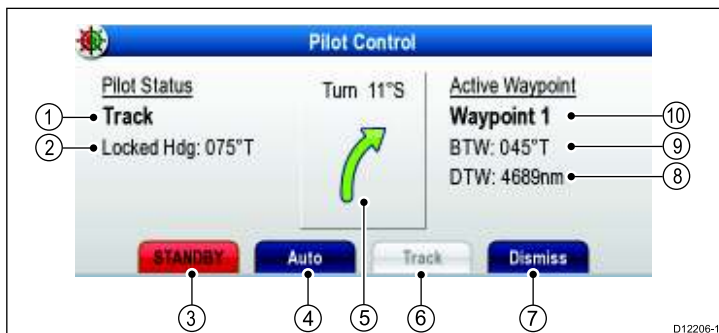 Pilot Control
Pilot Status
Track
Locked Hdg: 075°T
Turn 11°S
Active Waypoint
Waypoint 1
BTW: 045°T
DTW: 4689nm
1
2
10
9
8
STANDBY
Auto
Track
Dismiss
3
4
5
6
7
D12206-1